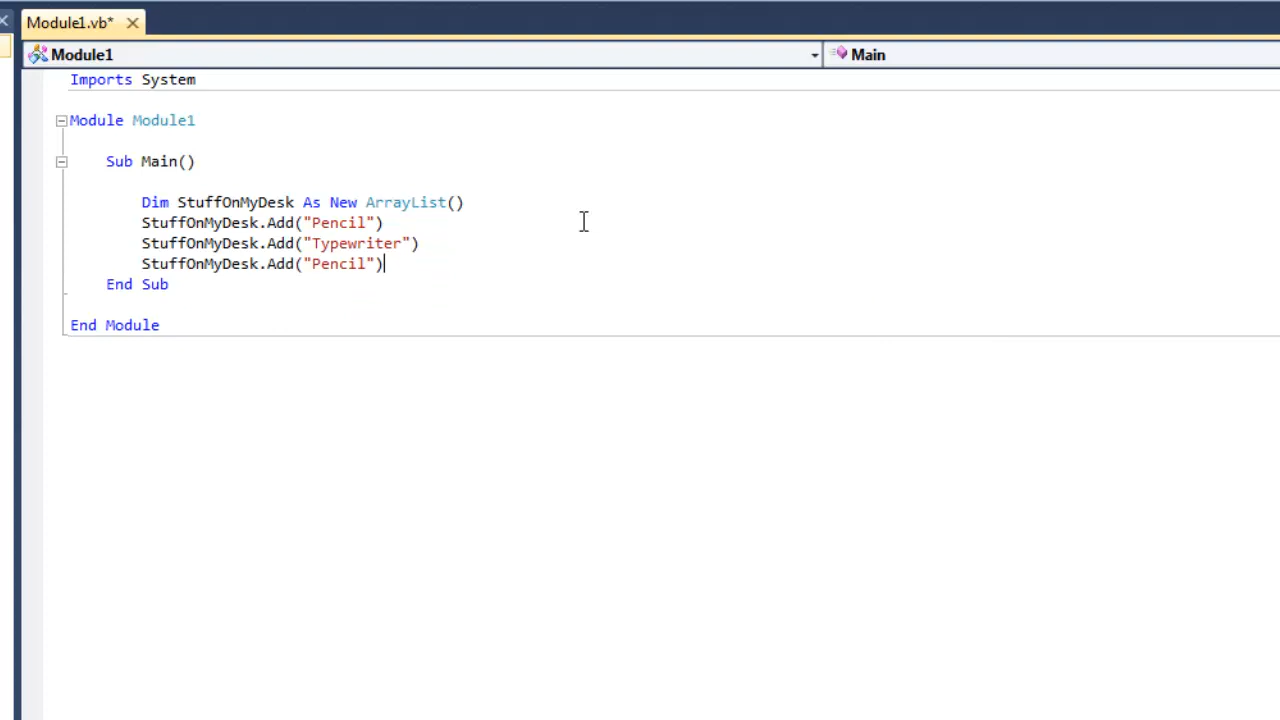 Module1.vb*
Module1 Main
Imports System
Module Module1
Sub Main()
Dim StuffOnMyDesk As New ArrayList()
StuffOnMyDesk.Add("Pencil")
StuffOnMyDesk.Add("Typewriter")
StuffOnMyDesk.Add("Pencil")
End Sub
End Module